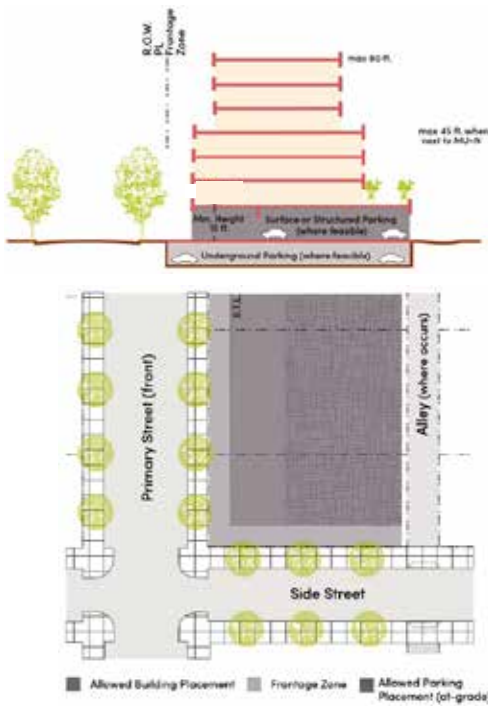 R.O.W.
PL
Frontage
Zone
max 80 ft.
max 45 ft. when
next to MU-N
Min. Height
15 ft.
Surface or Structured Parking
(where feasible)
Underground Parking (where feasible)
Primary Street (front)
Alley (where occurs)
Side Street
Allowed Building Placement
Frontage Zone
Allowed Parking
Placement (at-grade)